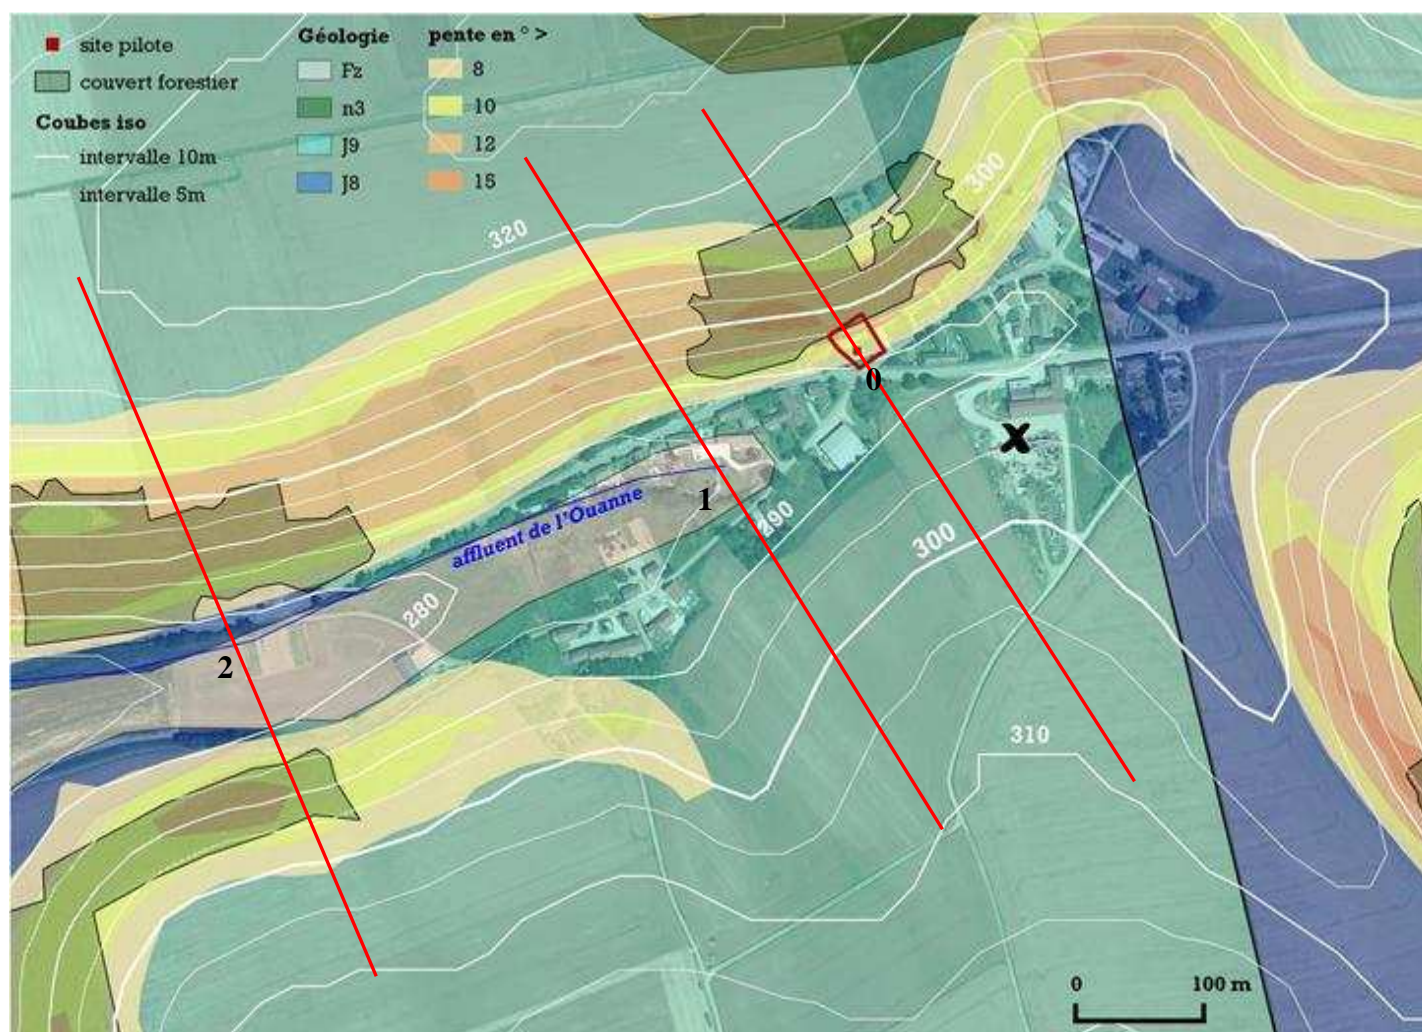 site pilote
couvert forestier
Coubes iso
intervalle 10m
intervalle 5m
Géologie
Fz
n3
J9
J8
pente en ° >
8
10
12
15
300
320
0
X
1
290
affluent de l'Ouanne
300
280
2
310
0 100 m